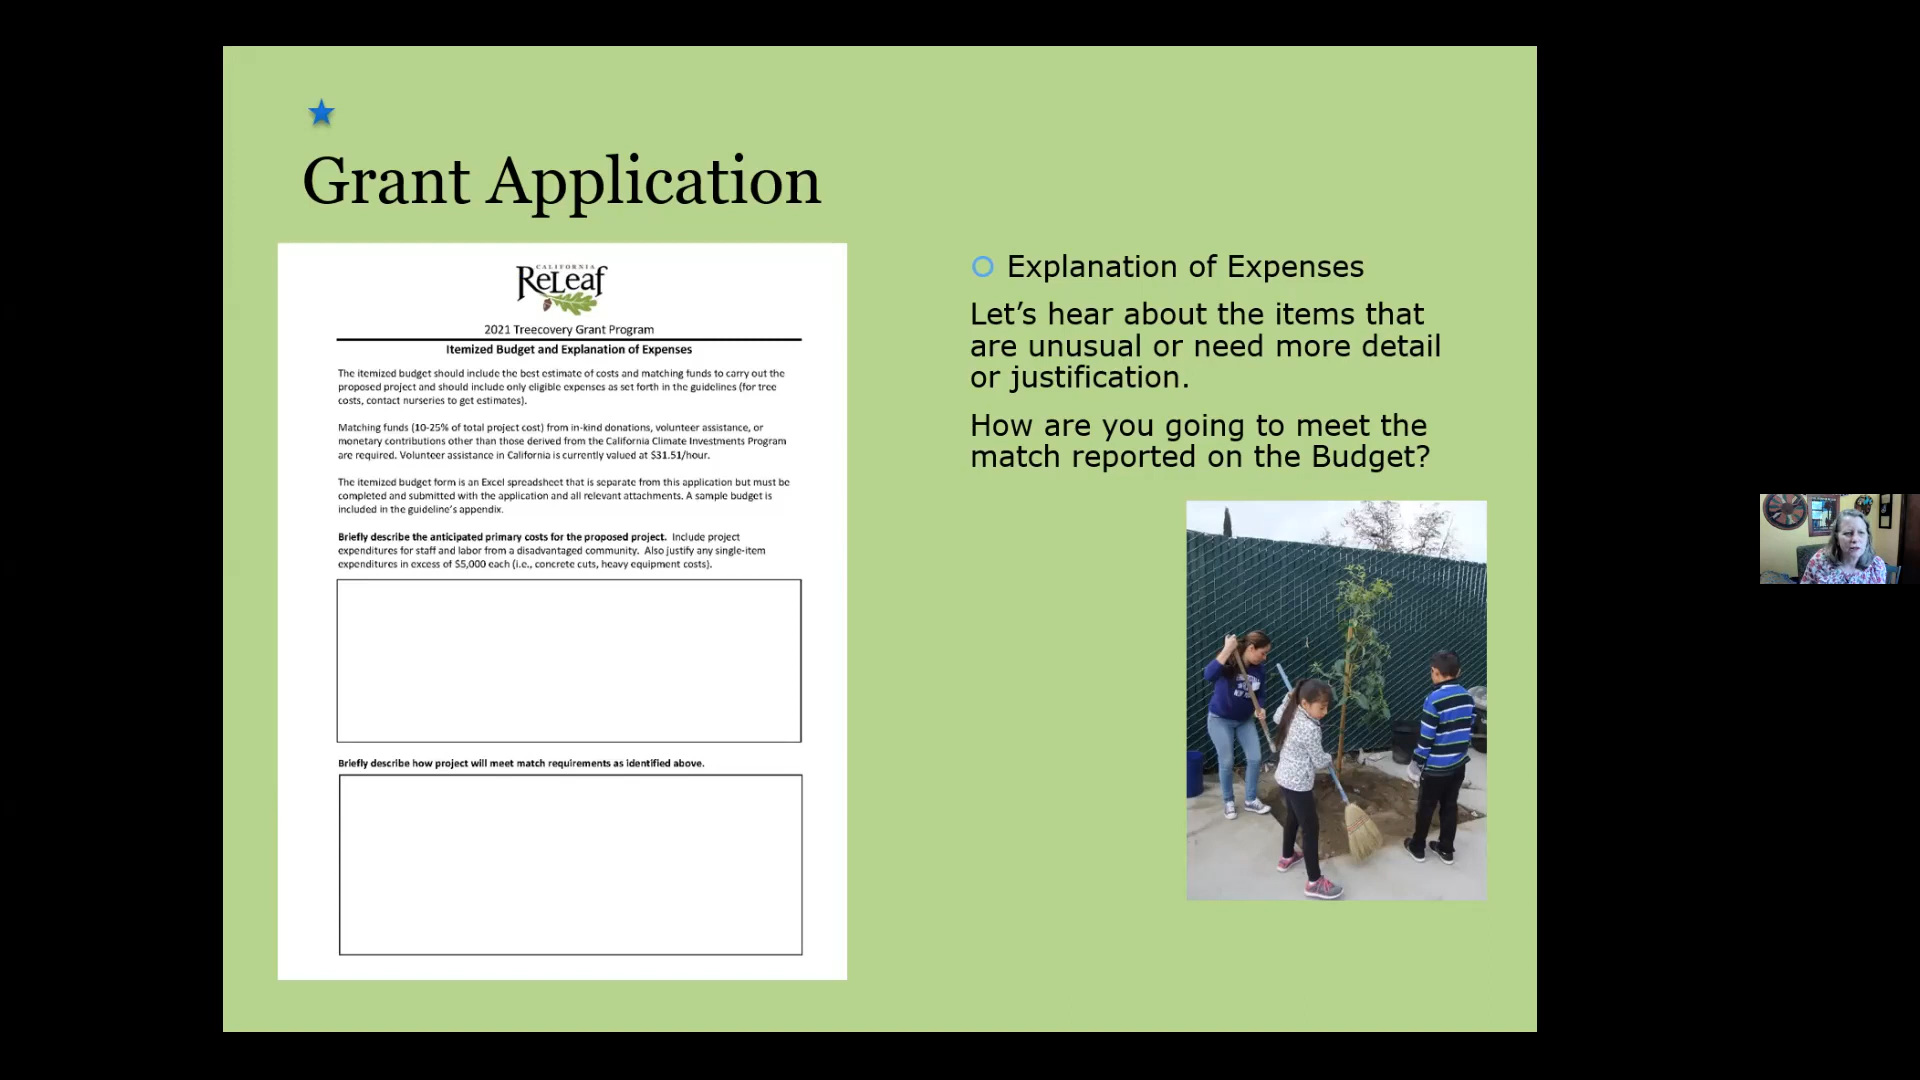 Grant Application
CALIFORNIA
ReLeaf
2021 Treecovery Grant Program
Itemized Budget and Explanation of Expenses
The itemized budget should include the best estimate of costs and matching funds to carry out the
proposed project and should include only eligible expenses as set forth in the guidelines (for tree
costs, contact nurseries to get estimates).
Matching funds (10-25% of total project cost) from in-kind donations, volunteer assistance, or
monetary contributions other than those derived from the California Climate Investments Program
are required. Volunteer assistance in California is currently valued at $31.51/hour.
The itemized budget form is an Excel spreadsheet that is separate from this application but must be
completed and submitted with the application and all relevant attachments. A sample budget is
included in the guideline's appendix.
Briefly describe the anticipated primary costs for the proposed project. Include project
expenditures for staff and labor from a disadvantaged community. Also justify any single-item
expenditures in excess of $5,000 each (i.e., concrete cuts, heavy equipment costs).
Briefly describe how project will meet match requirements as identified above.
Explanation of Expenses
Let's hear about the items that
are unusual or need more detail
or justification.
How are you going to meet the
match reported on the Budget?